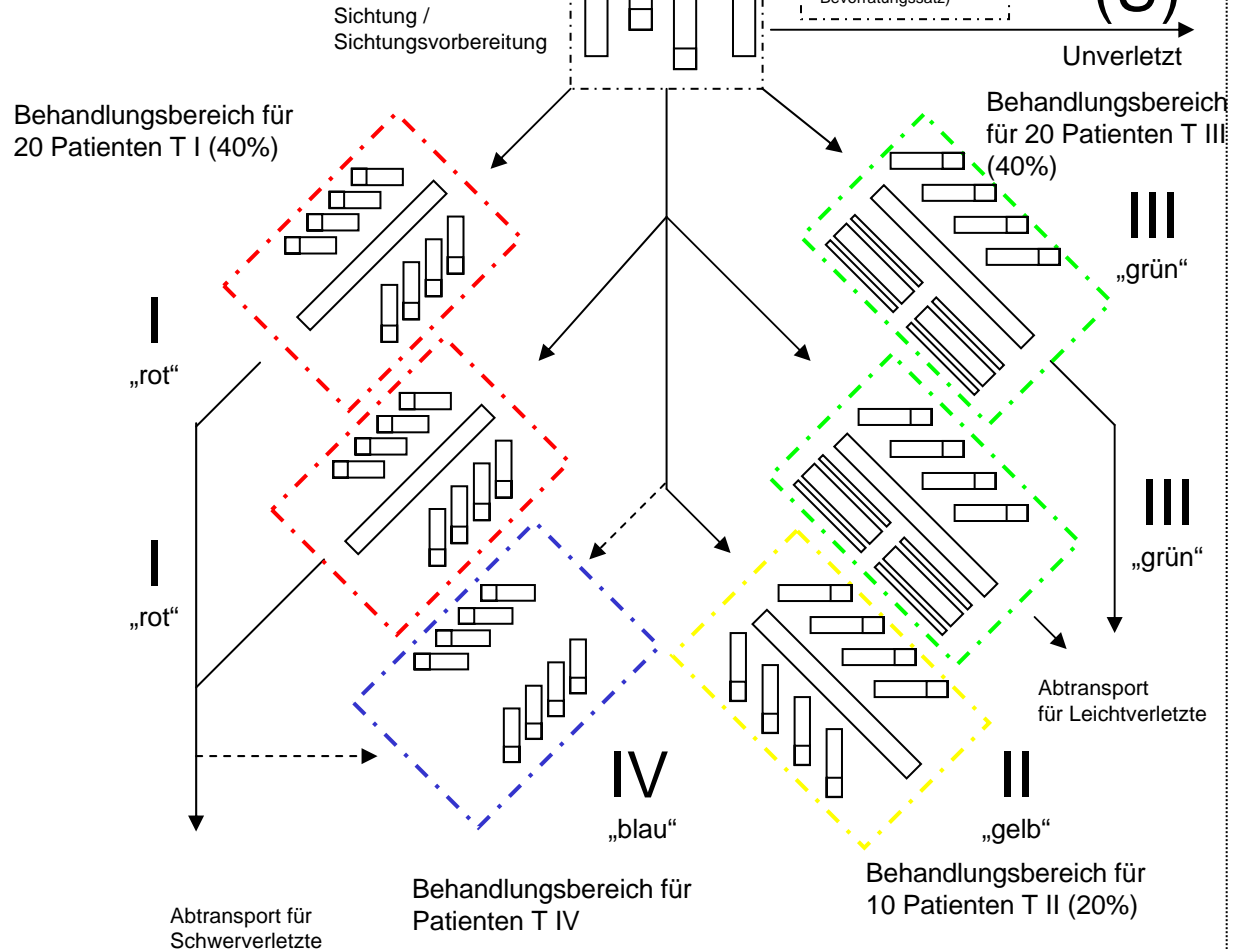 Bevorratungssatz)
(S)
Sichtung /
Sichtungsvorbereitung
Unverletzt
Behandlungsbereich für
20 Patienten T I (40%)
Behandlungsbereich
für 20 Patienten T III
(40%)
III
„grün“
I
„rot“
III
„grün“
I
„rot“
Abtransport
für Leichtverletzte
IV
„blau“
II
„gelb“
Behandlungsbereich für
10 Patienten T II (20%)
Behandlungsbereich für
Patienten T IV
Abtransport für
Schwerverletzte